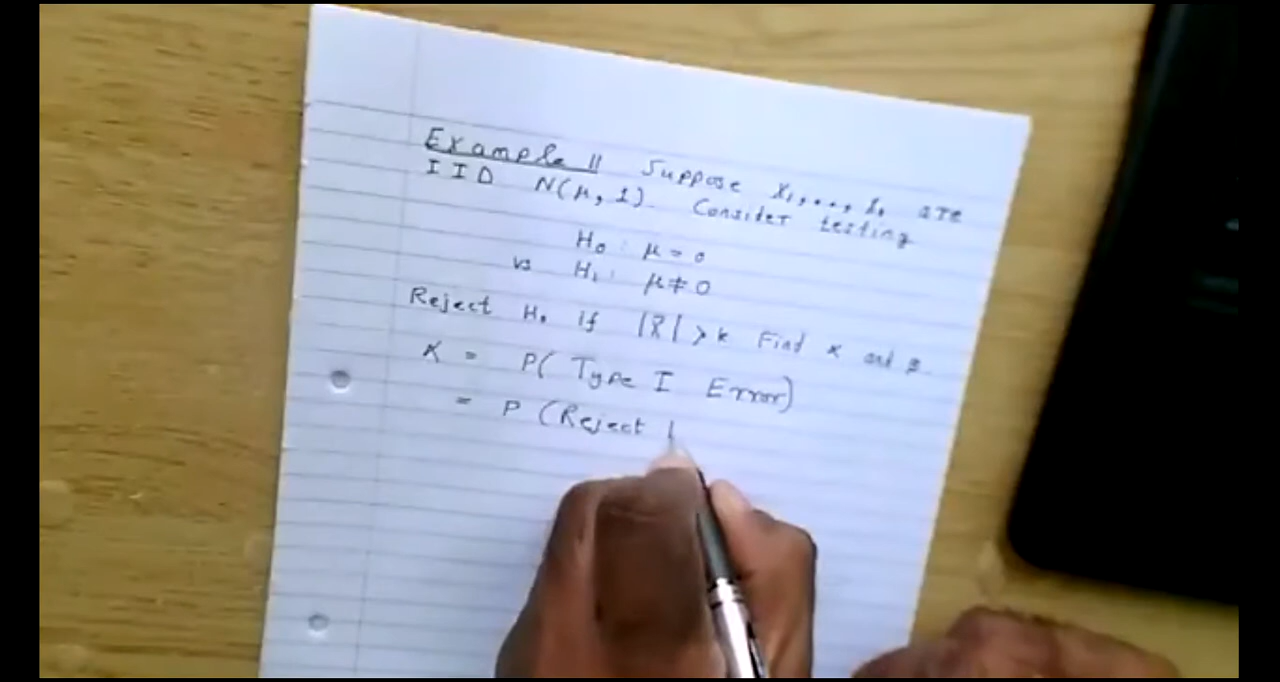 Example 11 Suppose X₁,..., Xₙ are
IID N(μ, 1). Consider testing
H₀ : μ = 0
vs H₁ : μ ≠ 0
Reject H₀ if |X̄| > k Find α and β
α = P( Type I Error)
= P (Reject